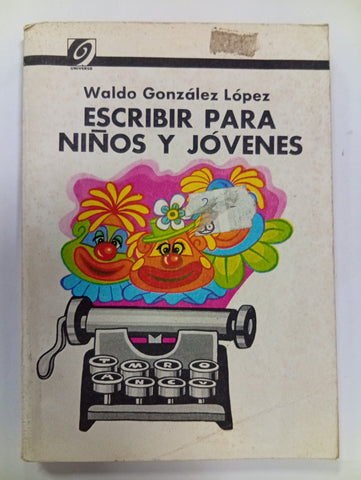 UNIVERSO
Waldo González López
ESCRIBIR PARA
NIÑOS Y JÓVENES
T M R O
A N E V